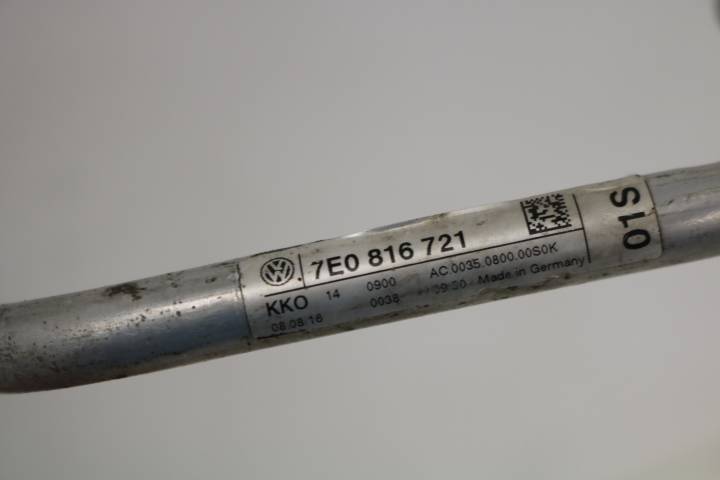 7E0 816 721
KKO 14 0900 AC.0035.0800.00S0K
08.08.16 0038 Made in Germany
01S